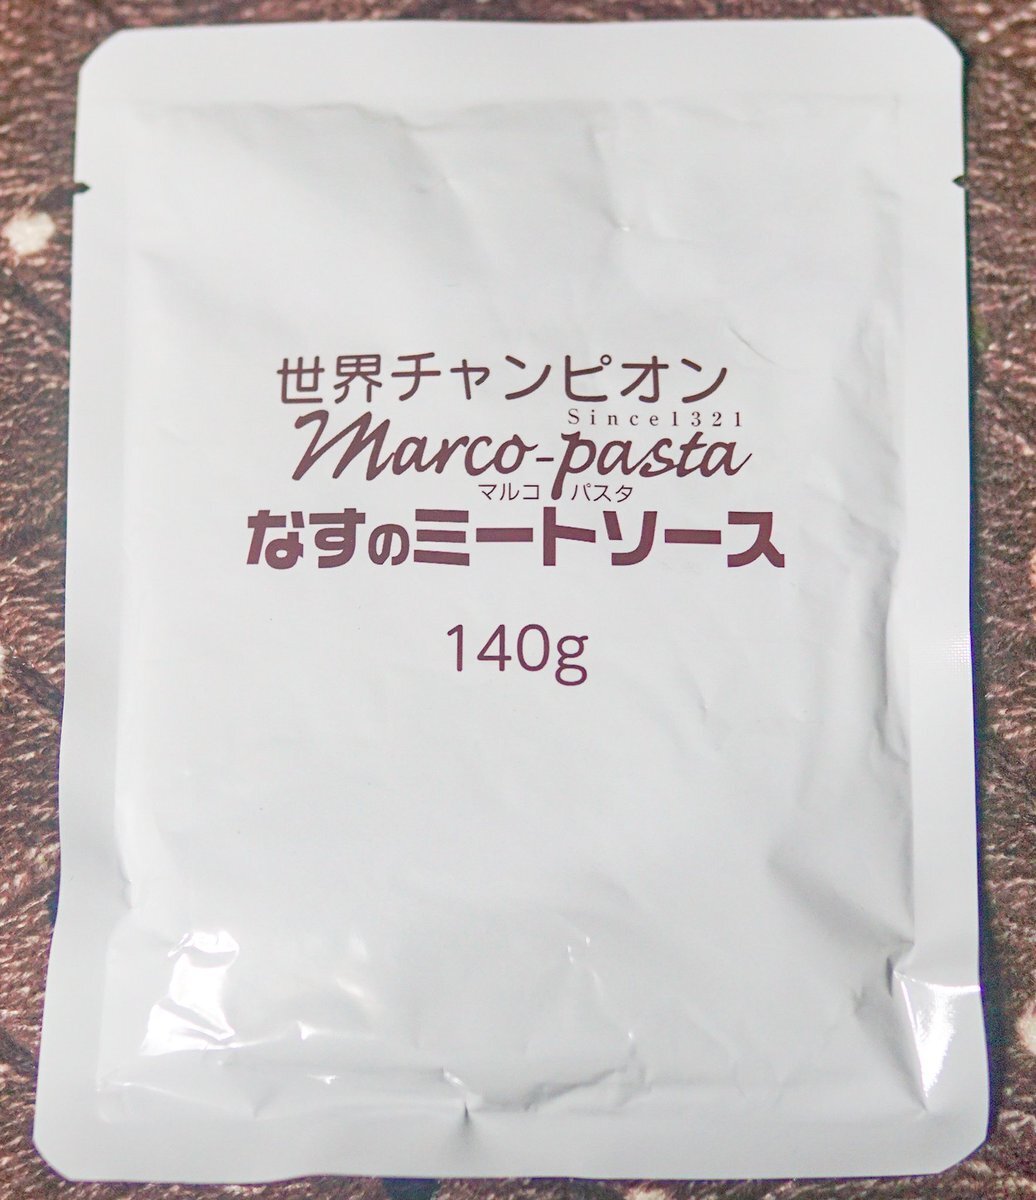 世界チャンピオン
Since1321
Marco-pasta
マルコ パスタ
なすのミートソース
140g